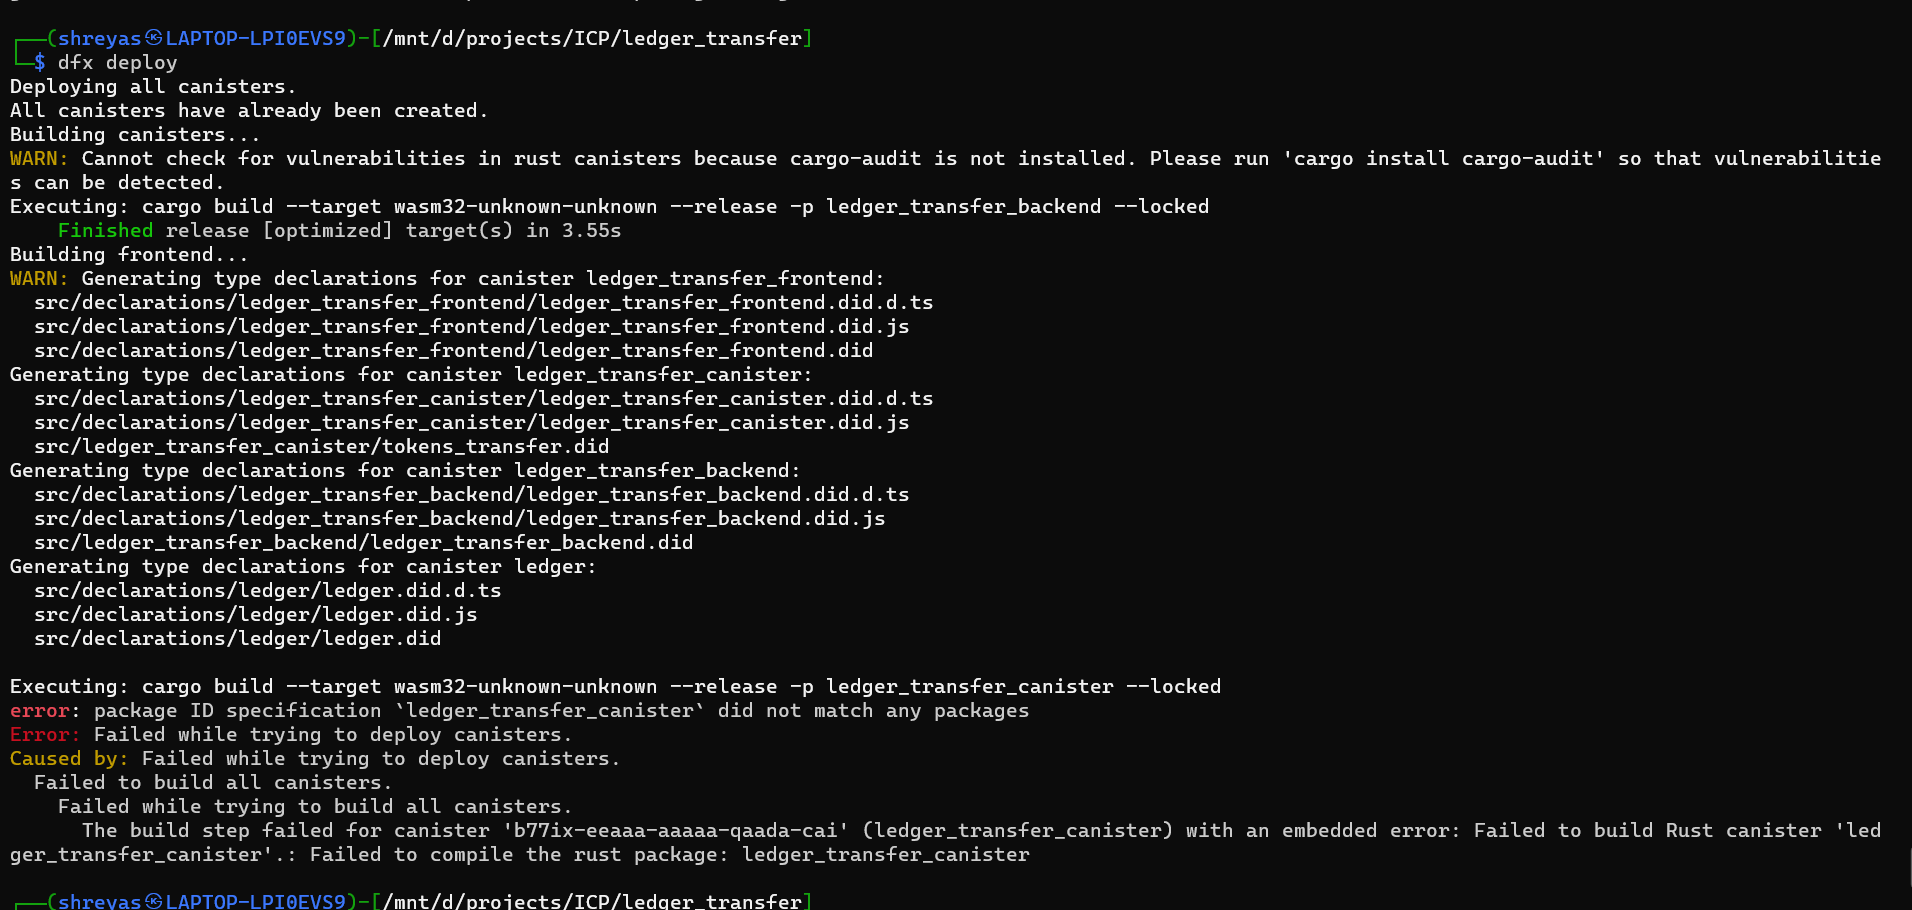 ┌──(shreyas㉿LAPTOP-LPI0EVS9)-[/mnt/d/projects/ICP/ledger_transfer]
└─$ dfx deploy
Deploying all canisters.
All canisters have already been created.
Building canisters...
WARN: Cannot check for vulnerabilities in rust canisters because cargo-audit is not installed. Please run 'cargo install cargo-audit' so that vulnerabilitie
s can be detected.
Executing: cargo build --target wasm32-unknown-unknown --release -p ledger_transfer_backend --locked
    Finished release [optimized] target(s) in 3.55s
Building frontend...
WARN: Generating type declarations for canister ledger_transfer_frontend:
  src/declarations/ledger_transfer_frontend/ledger_transfer_frontend.did.d.ts
  src/declarations/ledger_transfer_frontend/ledger_transfer_frontend.did.js
  src/declarations/ledger_transfer_frontend/ledger_transfer_frontend.did
Generating type declarations for canister ledger_transfer_canister:
  src/declarations/ledger_transfer_canister/ledger_transfer_canister.did.d.ts
  src/declarations/ledger_transfer_canister/ledger_transfer_canister.did.js
  src/ledger_transfer_canister/tokens_transfer.did
Generating type declarations for canister ledger_transfer_backend:
  src/declarations/ledger_transfer_backend/ledger_transfer_backend.did.d.ts
  src/declarations/ledger_transfer_backend/ledger_transfer_backend.did.js
  src/ledger_transfer_backend/ledger_transfer_backend.did
Generating type declarations for canister ledger:
  src/declarations/ledger/ledger.did.d.ts
  src/declarations/ledger/ledger.did.js
  src/declarations/ledger/ledger.did
Executing: cargo build --target wasm32-unknown-unknown --release -p ledger_transfer_canister --locked
error: package ID specification `ledger_transfer_canister` did not match any packages
Error: Failed while trying to deploy canisters.
Caused by: Failed while trying to deploy canisters.
  Failed to build all canisters.
    Failed while trying to build all canisters.
      The build step failed for canister 'b77ix-eeaaa-aaaaa-qaada-cai' (ledger_transfer_canister) with an embedded error: Failed to build Rust canister 'led
ger_transfer_canister'.: Failed to compile the rust package: ledger_transfer_canister
┌──(shreyas㉿LAPTOP-LPI0EVS9)-[/mnt/d/projects/ICP/ledger_transfer]